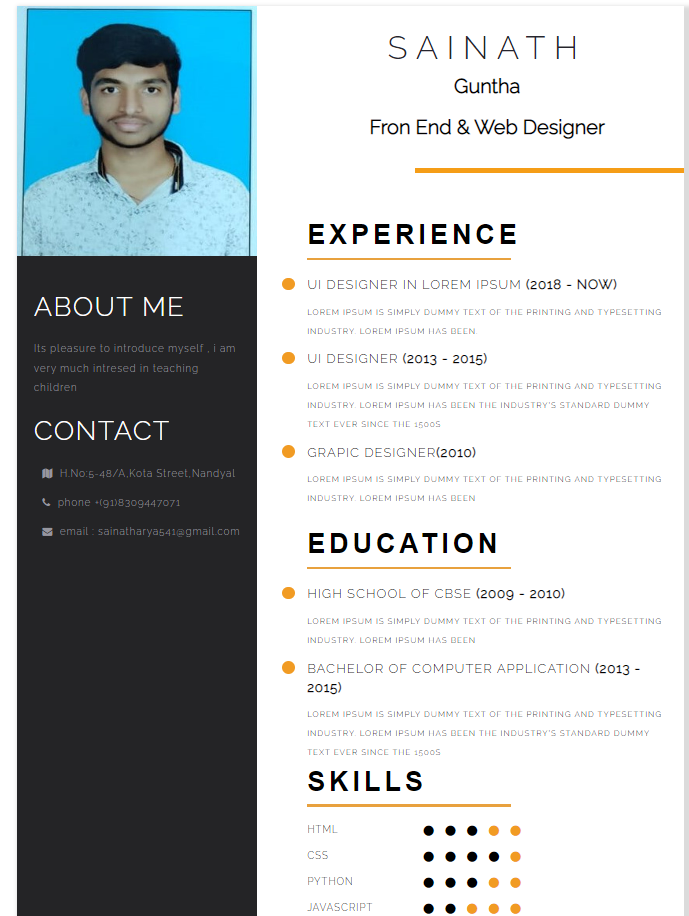 SAINATH
Guntha
Fron End & Web Designer
ABOUT ME
Its pleasure to introduce myself , i am
very much intresed in teaching
children
CONTACT
H.No:5-48/A,Kota Street,Nandyal
phone +(91)8309447071
email : sainatharya541@gmail.com
EXPERIENCE
UI DESIGNER IN LOREM IPSUM (2018 - NOW)
LOREM IPSUM IS SIMPLY DUMMY TEXT OF THE PRINTING AND TYPESETTING
INDUSTRY. LOREM IPSUM HAS BEEN
UI DESIGNER (2013 - 2015)
LOREM IPSUM IS SIMPLY DUMMY TEXT OF THE PRINTING AND TYPESETTING
INDUSTRY. LOREM IPSUM HAS BEEN THE INDUSTRY'S STANDARD DUMMY
TEXT EVER SINCE THE 1500S
GRAPIC DESIGNER(2010)
LOREM IPSUM IS SIMPLY DUMMY TEXT OF THE PRINTING AND TYPESETTING
INDUSTRY. LOREM IPSUM HAS BEEN
EDUCATION
HIGH SCHOOL OF CBSE (2009 - 2010)
LOREM IPSUM IS SIMPLY DUMMY TEXT OF THE PRINTING AND TYPESETTING
INDUSTRY. LOREM IPSUM HAS BEEN
BACHELOR OF COMPUTER APPLICATION (2013 -
2015)
LOREM IPSUM IS SIMPLY DUMMY TEXT OF THE PRINTING AND TYPESETTING
INDUSTRY. LOREM IPSUM HAS BEEN THE INDUSTRY'S STANDARD DUMMY
TEXT EVER SINCE THE 1500S
SKILLS
HTML
CSS
PYTHON
JAVASCRIPT